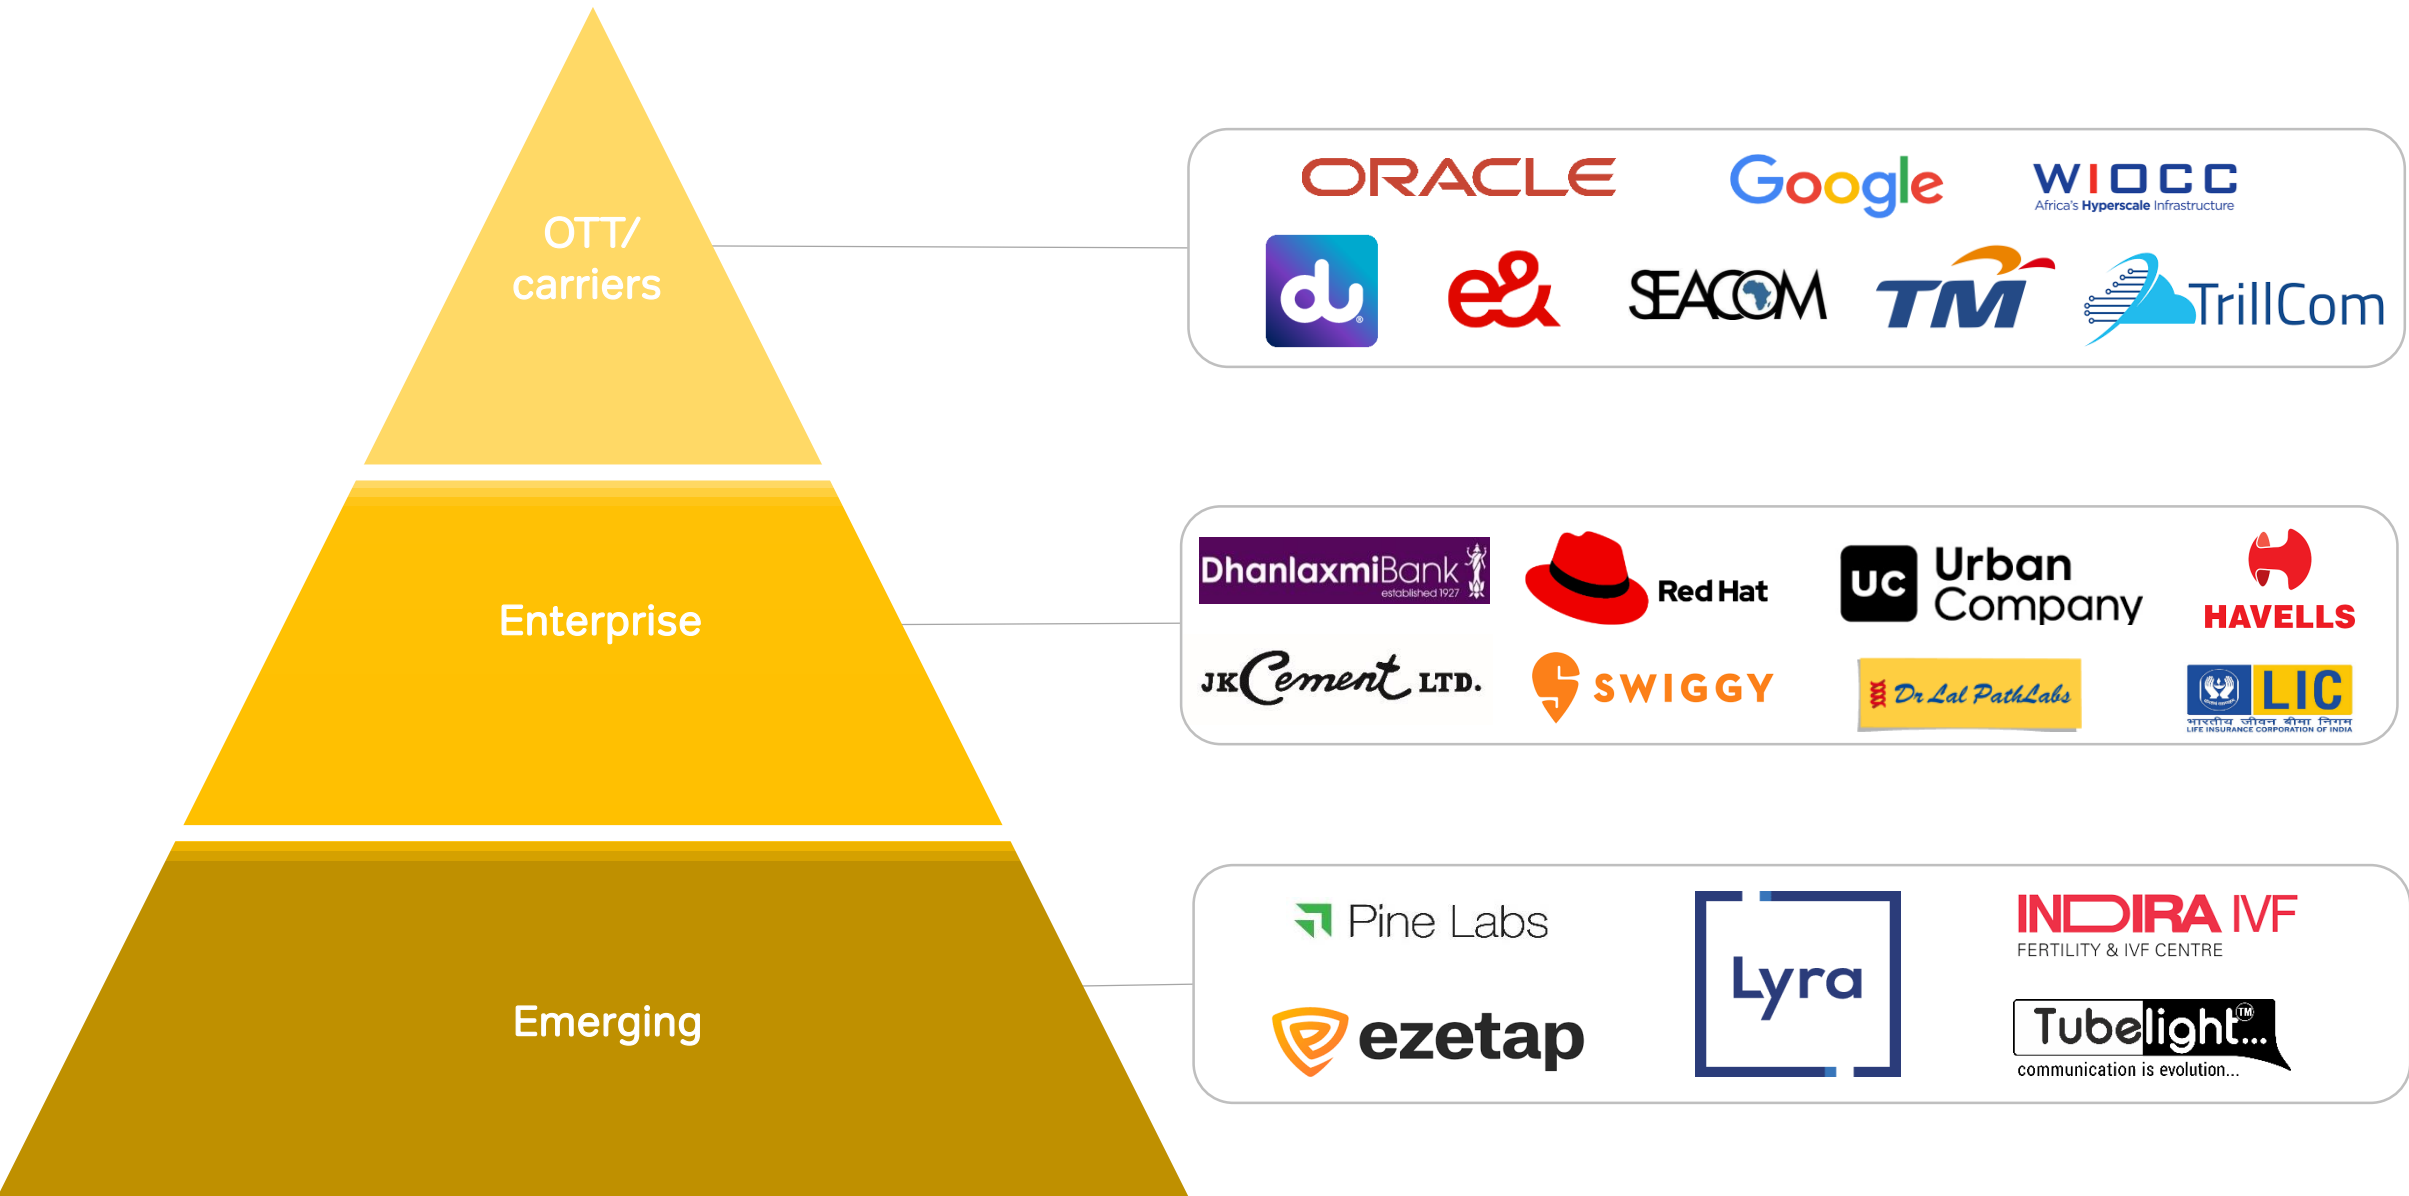 OTT/
carriers
ORACLE
Google
WIOCC
Africa's Hyperscale Infrastructure
du®
e&
SEACOM
TM
TrillCom
Enterprise
DhanlaxmiBank
established 1927
Red Hat
UC
Urban
Company
HAVELLS
JK Cement LTD.
SWIGGY
Dr Lal PathLabs
LIC
भारतीय जीवन बीमा निगम
LIFE INSURANCE CORPORATION OF INDIA
Emerging
Pine Labs
Lyra
INDIRA IVF
FERTILITY & IVF CENTRE
ezetap
Tubelight...™
communication is evolution...